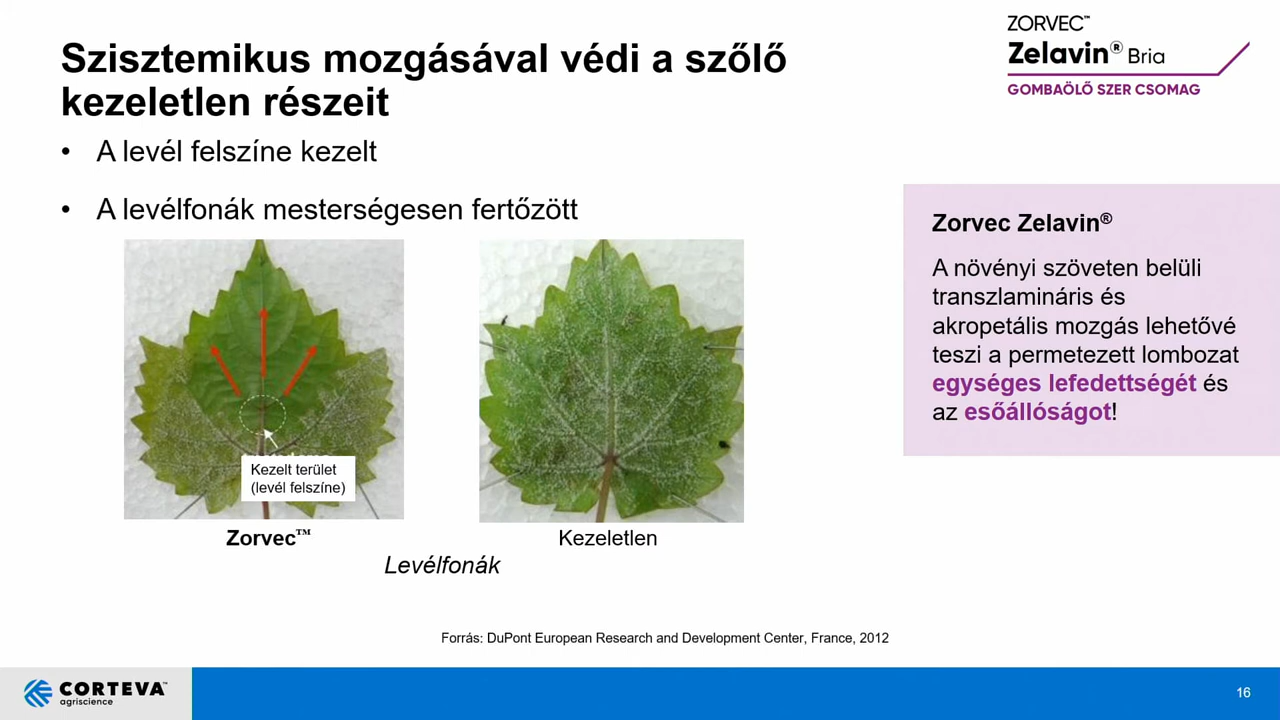 Szisztemikus mozgásával védi a szőlő
kezeletlen részeit
• A levél felszíne kezelt
• A levélfonák mesterségesen fertőzött
ZORVEC™
Zelavin® Bria
GOMBAÖLŐ SZER CSOMAG
Zorvec Zelavin®
A növényi szöveten belüli
transzlamináris és
akropetális mozgás lehetővé
teszi a permetezett lombozat
egységes lefedettségét és
az esőállóságot!
Kezelt terület
(levél felszíne)
Zorvec™
Kezeletlen
Levélfonák
Forrás: DuPont European Research and Development Center, France, 2012
CORTEVA™
agriscience
16